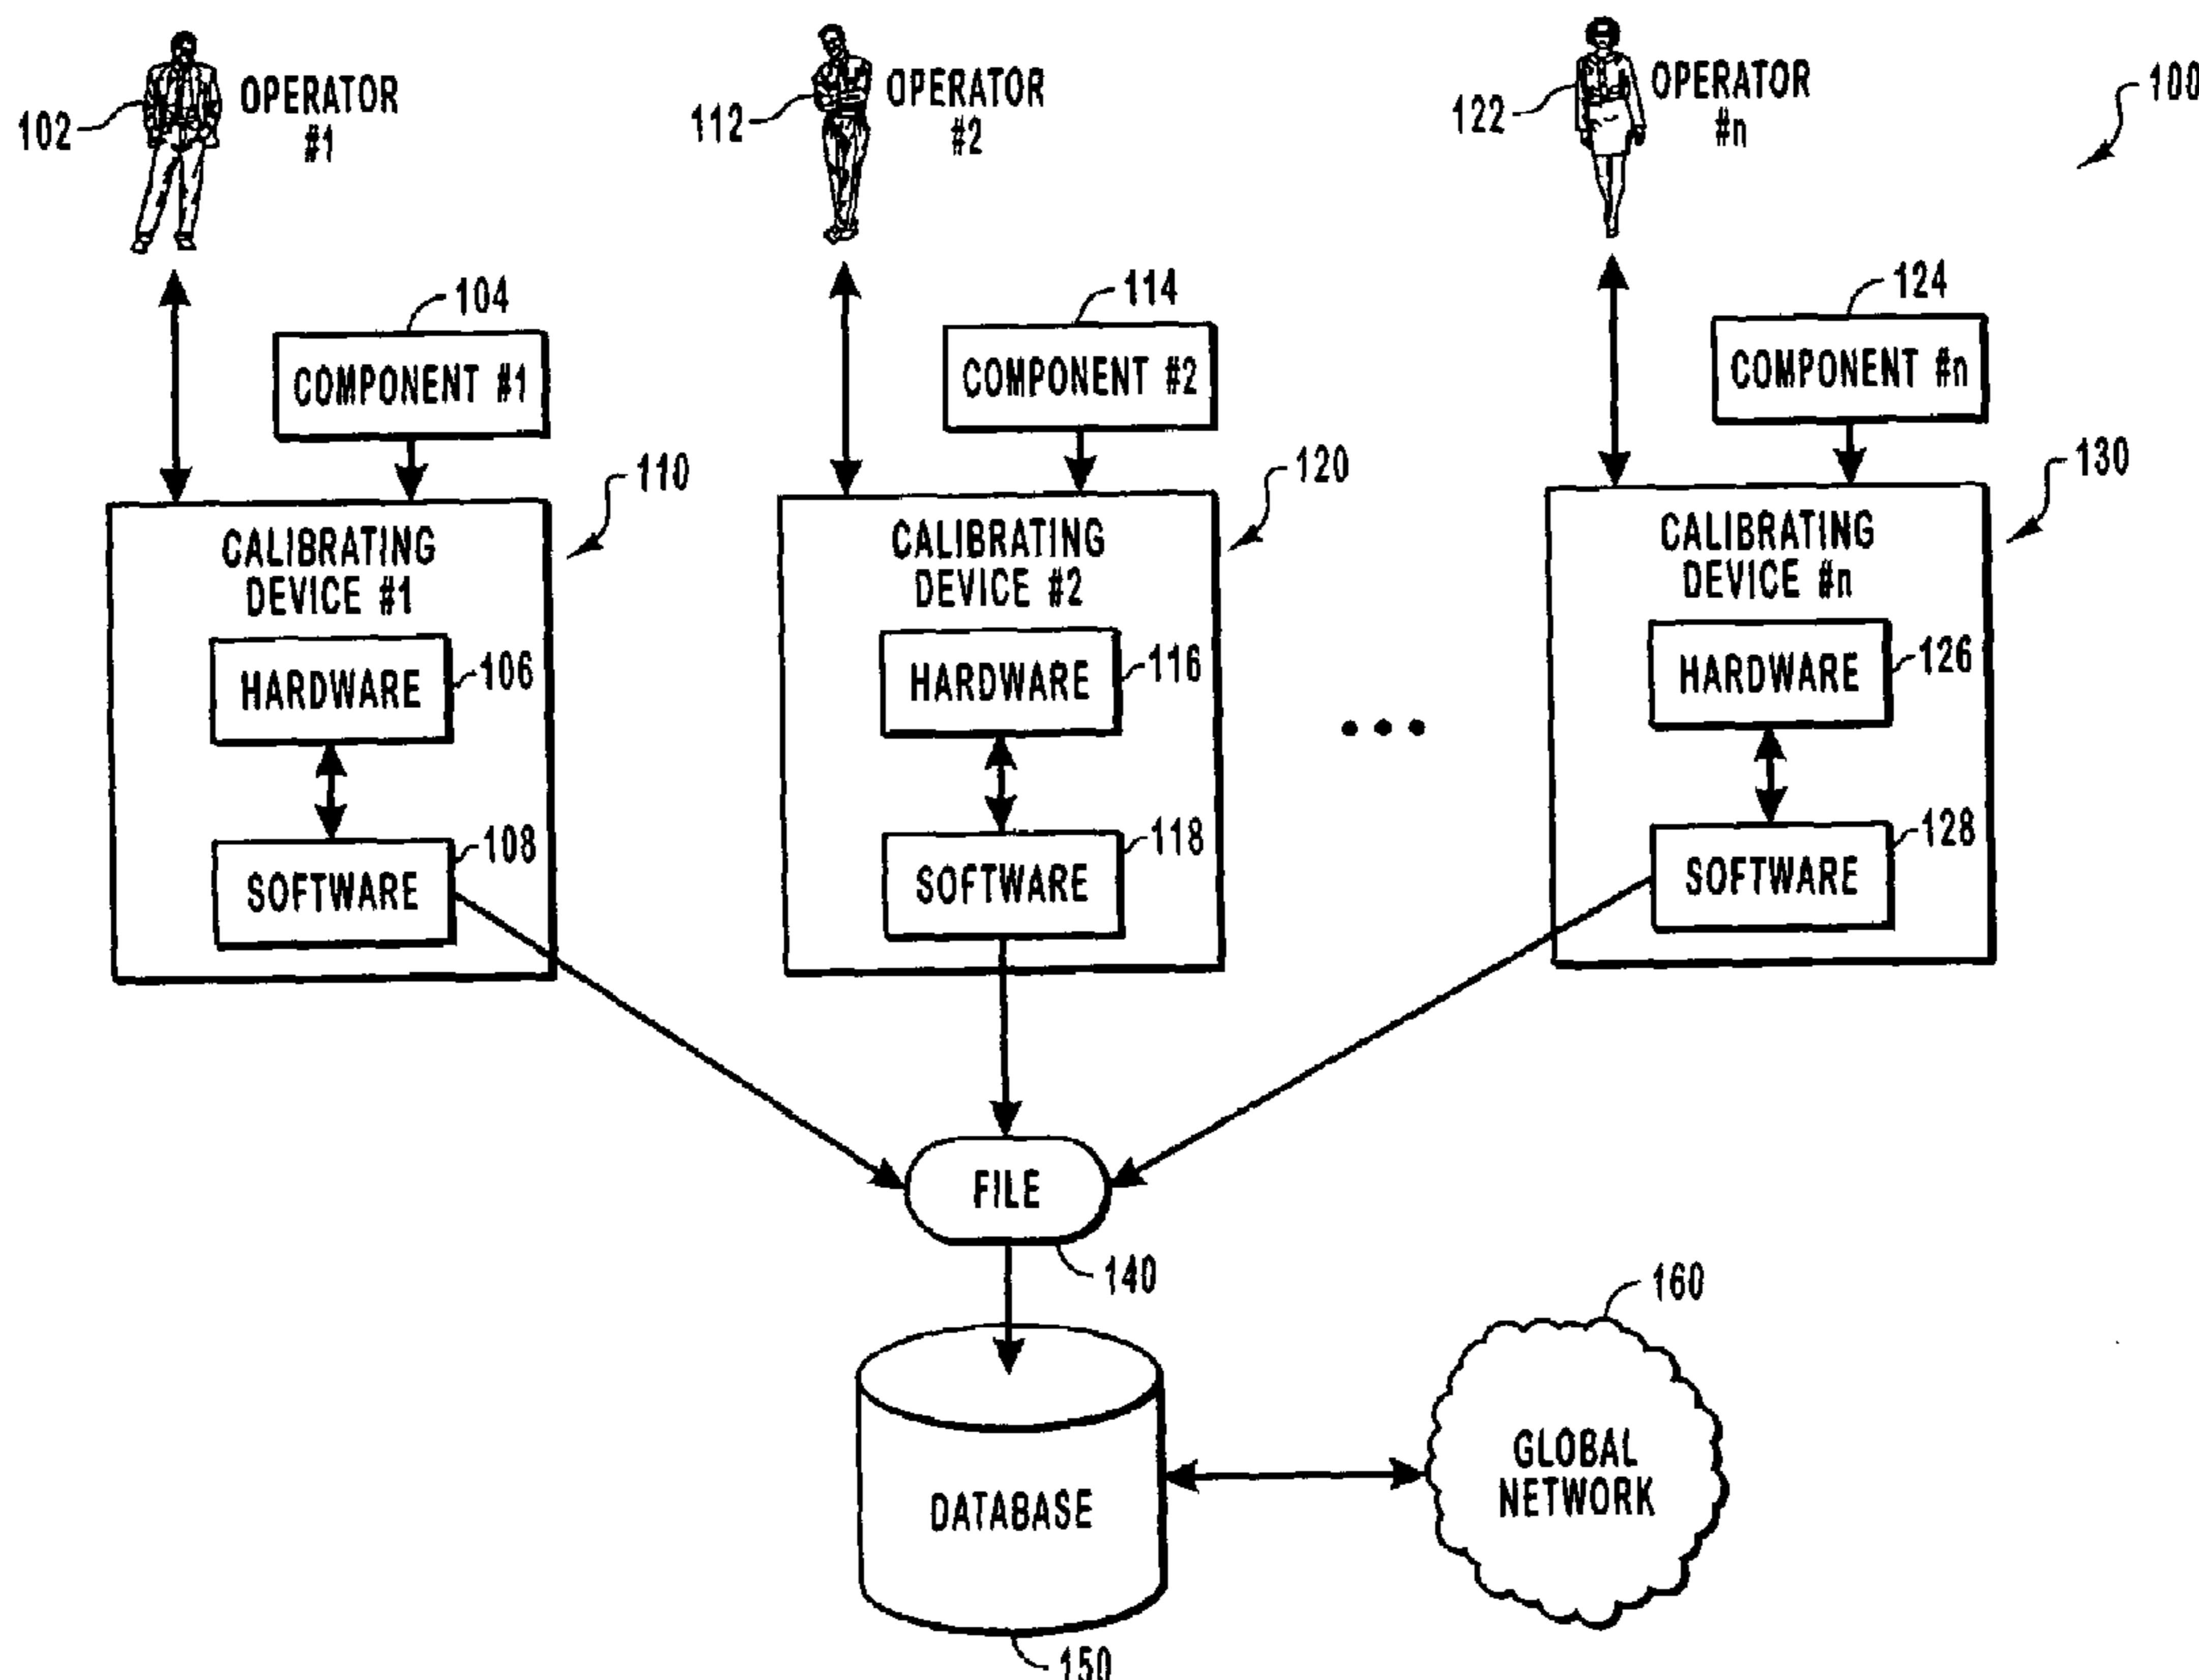 102
OPERATOR
#1
112
OPERATOR
#2
122
OPERATOR
#n
100
104
COMPONENT #1
114
COMPONENT #2
124
COMPONENT #n
110
CALIBRATING
DEVICE #1
120
CALIBRATING
DEVICE #2
130
CALIBRATING
DEVICE #n
HARDWARE
106
HARDWARE
116
HARDWARE
126
SOFTWARE
108
SOFTWARE
118
SOFTWARE
128
FILE
140
160
DATABASE
GLOBAL
NETWORK
150